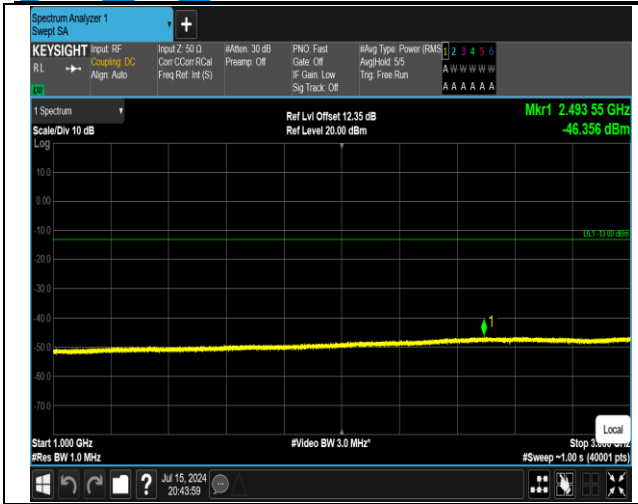 Spectrum Analyzer 1
Swept SA
+
KEYSIGHT
RL
LXI
Input: RF
Coupling: DC
Align: Auto
Input Z: 50 Ω
Corr CCorr RCal
Freq Ref: Int (S)
#Atten: 30 dB
Preamp: Off
PNO: Fast
Gate: Off
IF Gain: Low
Sig Track: Off
#Avg Type: Power (RMS
Avg|Hold: 5/5
Trig: Free Run
1 2 3 4 5 6
A W W W W W
A A A A A A
1 Spectrum
Scale/Div 10 dB
Log
Ref Lvl Offset 12.35 dB
Ref Level 20.00 dBm
Mkr1 2.493 55 GHz
-46.356 dBm
10.0
0.00
-10.0
DL1 -13.00 dBm
-20.0
-30.0
-40.0
1
-50.0
-60.0
-70.0
Local
Start 1.000 GHz
#Res BW 1.0 MHz
#Video BW 3.0 MHz*
Stop 3.
#Sweep ~1.00 s (40001 pts)
?
Jul 15, 2024
20:43:59